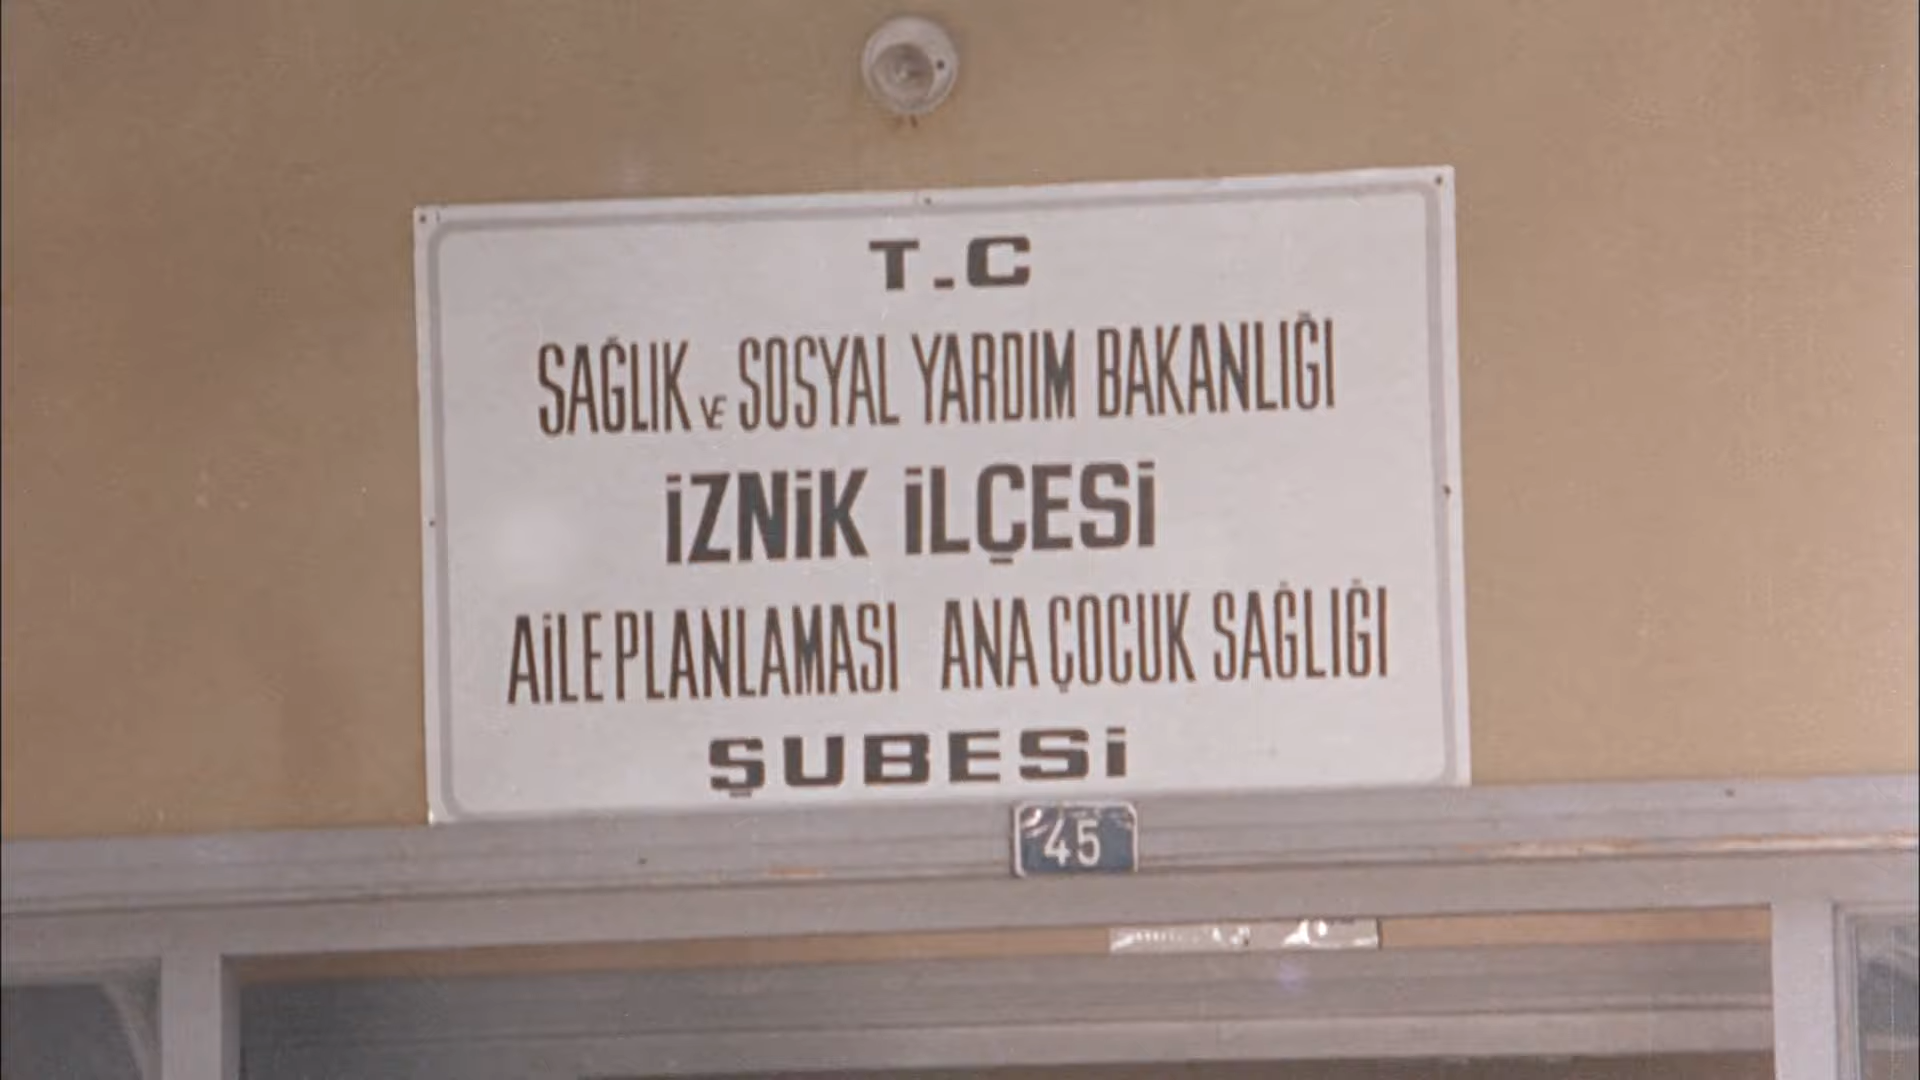 T.C
SAĞLIK VE SOSYAL YARDIM BAKANLIĞI
İZNİK İLÇESİ
AİLE PLANLAMASI ANA ÇOCUK SAĞLIĞI
ŞUBESİ
45